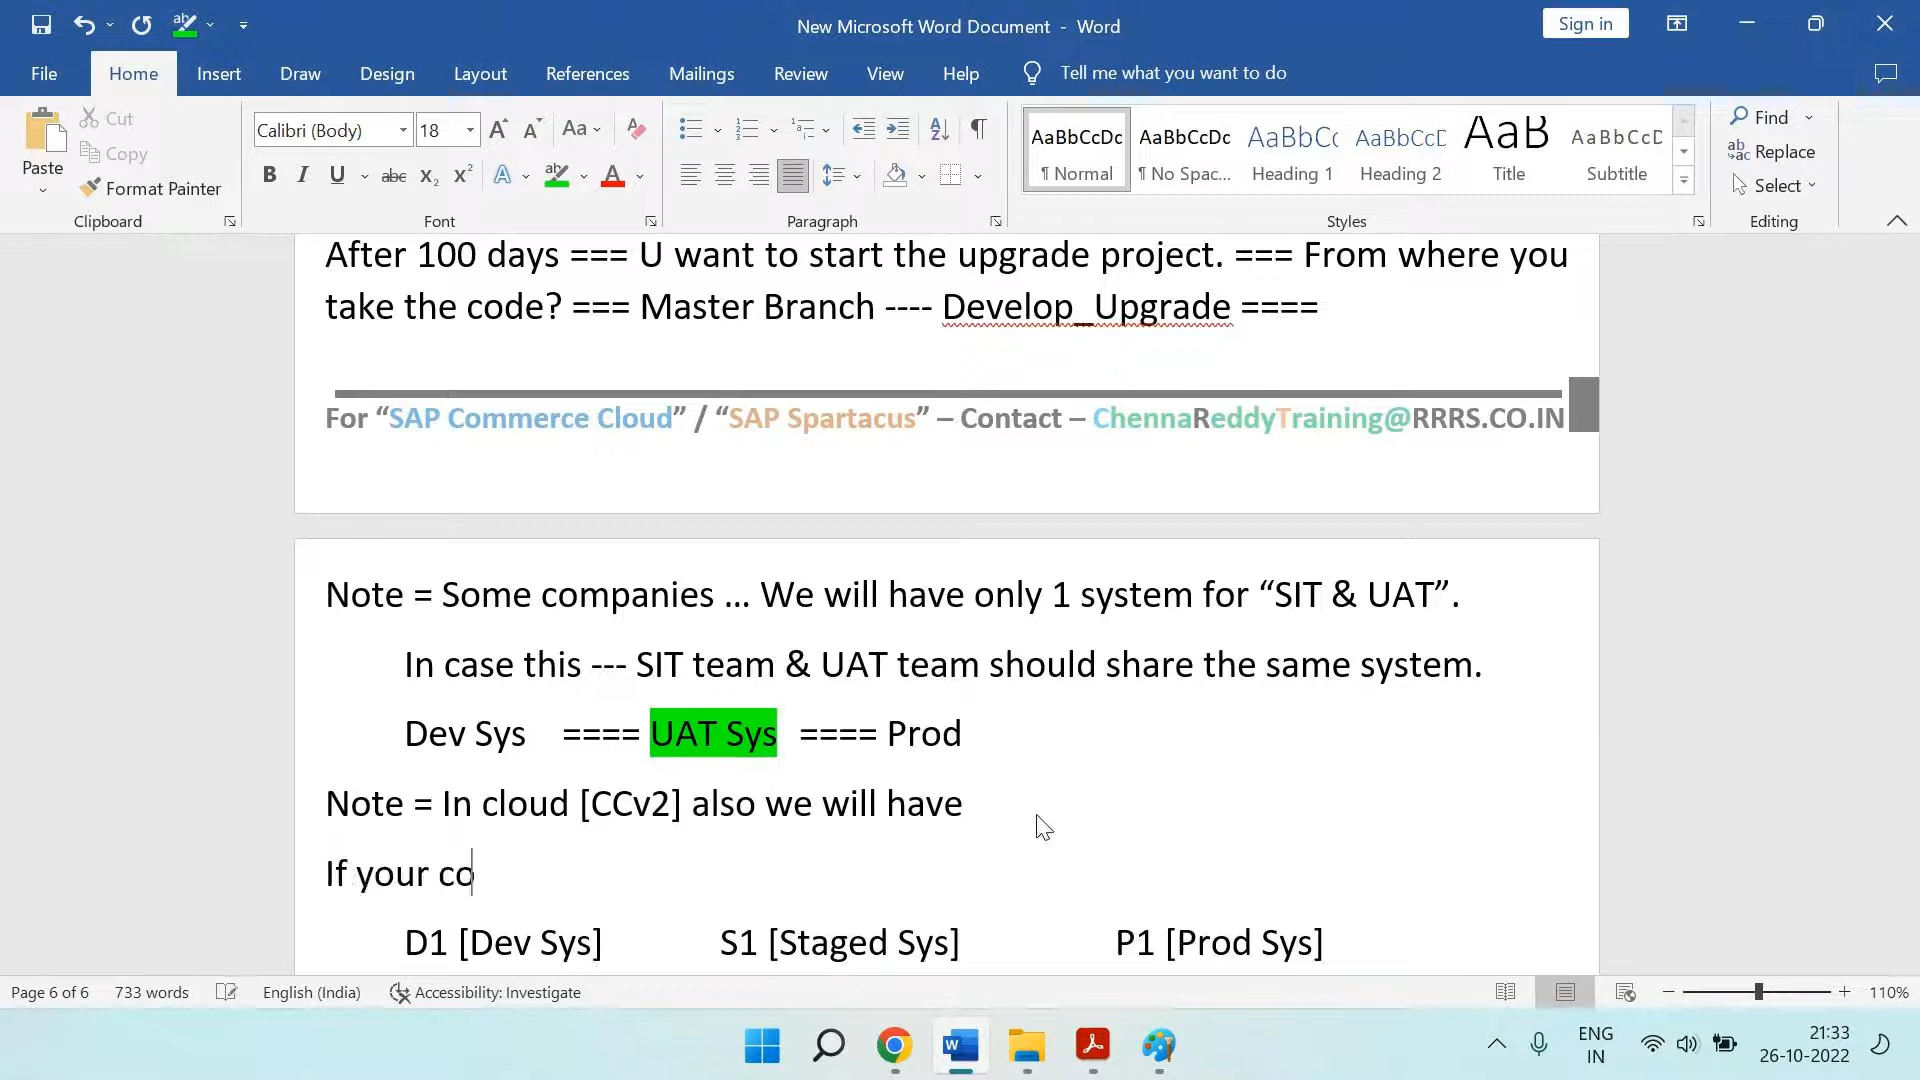 New Microsoft Word Document - Word
Sign in
File Home Insert Draw Design Layout References Mailings Review View Help Tell me what you want to do
Paste
Cut
Copy
Format Painter
Clipboard
Calibri (Body) 18
Font
Paragraph
AaBbCcDc ¶ Normal
AaBbCcDc ¶ No Spac...
AaBbCc Heading 1
AaBbCcD Heading 2
AaB Title
AaBbCcD Subtitle
Styles
Find
Replace
Select
Editing
After 100 days === U want to start the upgrade project. === From where you
take the code? === Master Branch ---- Develop_Upgrade ====
For “SAP Commerce Cloud” / “SAP Spartacus” – Contact – ChennaReddyTraining@RRRS.CO.IN
Note = Some companies ... We will have only 1 system for “SIT & UAT”.
In case this --- SIT team & UAT team should share the same system.
Dev Sys ==== UAT Sys ==== Prod
Note = In cloud [CCv2] also we will have
If your co
D1 [Dev Sys] S1 [Staged Sys] P1 [Prod Sys]
Page 6 of 6 733 words English (India) Accessibility: Investigate 110%
ENG
IN
21:33
26-10-2022